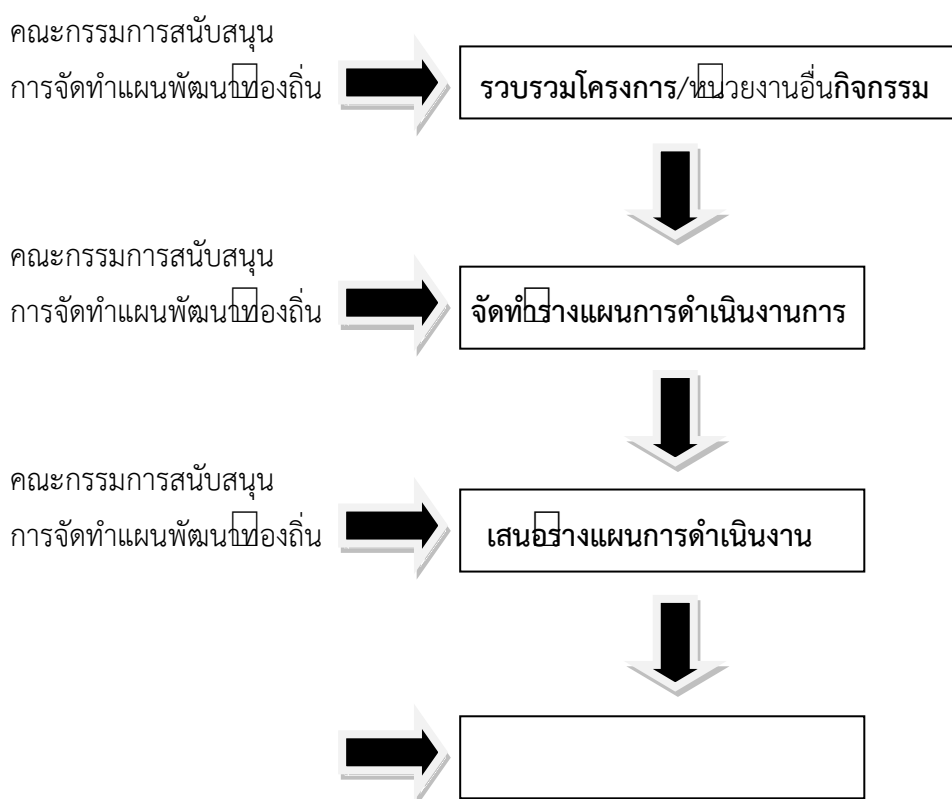 คณะกรรมการสนับสนุน
การจัดทำแผนพัฒนาท้องถิ่น
รวบรวมโครงการ/หน่วยงานอื่นกิจกรรม
คณะกรรมการสนับสนุน
การจัดทำแผนพัฒนาท้องถิ่น
จัดทำร่างแผนการดำเนินงานการ
คณะกรรมการสนับสนุน
การจัดทำแผนพัฒนาท้องถิ่น
เสนอร่างแผนการดำเนินงาน